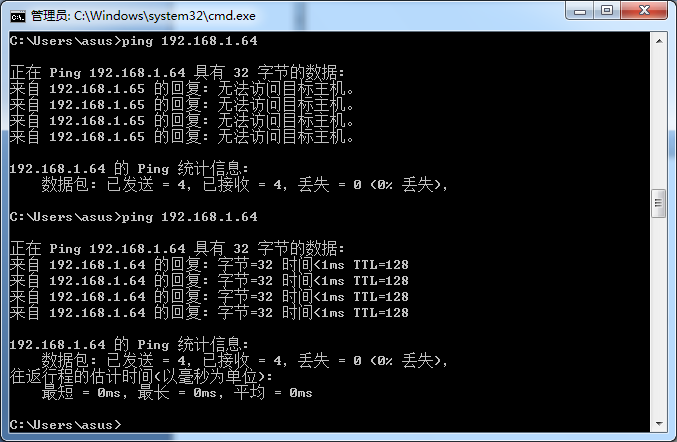 管理员: C:\Windows\system32\cmd.exe
C:\Users\asus>ping 192.168.1.64
正在 Ping 192.168.1.64 具有 32 字节的数据:
来自 192.168.1.65 的回复: 无法访问目标主机。
来自 192.168.1.65 的回复: 无法访问目标主机。
来自 192.168.1.65 的回复: 无法访问目标主机。
来自 192.168.1.65 的回复: 无法访问目标主机。
192.168.1.64 的 Ping 统计信息:
数据包: 已发送 = 4, 已接收 = 4, 丢失 = 0 (0% 丢失),
C:\Users\asus>ping 192.168.1.64
正在 Ping 192.168.1.64 具有 32 字节的数据:
来自 192.168.1.64 的回复: 字节=32 时间<1ms TTL=128
来自 192.168.1.64 的回复: 字节=32 时间<1ms TTL=128
来自 192.168.1.64 的回复: 字节=32 时间<1ms TTL=128
来自 192.168.1.64 的回复: 字节=32 时间<1ms TTL=128
192.168.1.64 的 Ping 统计信息:
数据包: 已发送 = 4, 已接收 = 4, 丢失 = 0 (0% 丢失),
往返行程的估计时间(以毫秒为单位):
最短 = 0ms, 最长 = 0ms, 平均 = 0ms
C:\Users\asus>